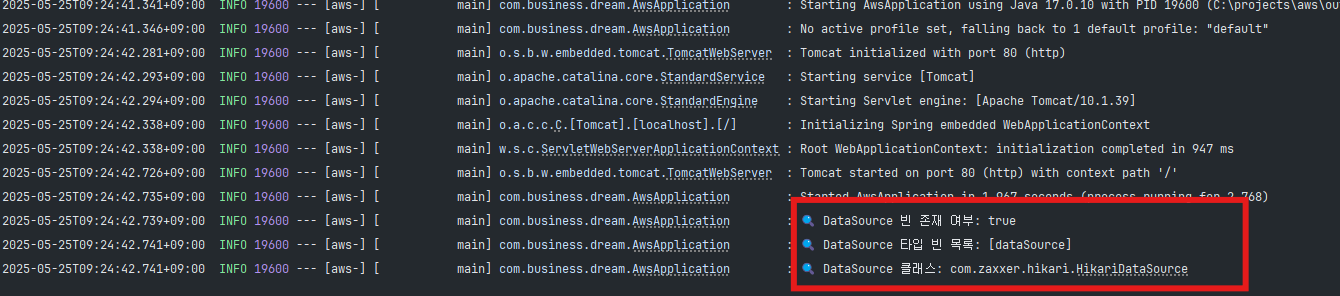 2025-05-25T09:24:41.341+09:00 INFO 19600 --- [aws-] [ main] com.business.dream.AwsApplication : Starting AwsApplication using Java 17.0.10 with PID 19600 (C:\projects\aws\ou
2025-05-25T09:24:41.346+09:00 INFO 19600 --- [aws-] [ main] com.business.dream.AwsApplication : No active profile set, falling back to 1 default profile: "default"
2025-05-25T09:24:42.281+09:00 INFO 19600 --- [aws-] [ main] o.s.b.w.embedded.tomcat.TomcatWebServer : Tomcat initialized with port 80 (http)
2025-05-25T09:24:42.293+09:00 INFO 19600 --- [aws-] [ main] o.apache.catalina.core.StandardService : Starting service [Tomcat]
2025-05-25T09:24:42.294+09:00 INFO 19600 --- [aws-] [ main] o.apache.catalina.core.StandardEngine : Starting Servlet engine: [Apache Tomcat/10.1.39]
2025-05-25T09:24:42.338+09:00 INFO 19600 --- [aws-] [ main] o.a.c.c.C.[Tomcat].[localhost].[/] : Initializing Spring embedded WebApplicationContext
2025-05-25T09:24:42.338+09:00 INFO 19600 --- [aws-] [ main] w.s.c.ServletWebServerApplicationContext : Root WebApplicationContext: initialization completed in 947 ms
2025-05-25T09:24:42.726+09:00 INFO 19600 --- [aws-] [ main] o.s.b.w.embedded.tomcat.TomcatWebServer : Tomcat started on port 80 (http) with context path '/'
2025-05-25T09:24:42.735+09:00 INFO 19600 --- [aws-] [ main] com.business.dream.AwsApplication : Started AwsApplication in 1.967 seconds (process running for 2.768)
2025-05-25T09:24:42.739+09:00 INFO 19600 --- [aws-] [ main] com.business.dream.AwsApplication : 🔍 DataSource 빈 존재 여부: true
2025-05-25T09:24:42.741+09:00 INFO 19600 --- [aws-] [ main] com.business.dream.AwsApplication : 🔍 DataSource 타입 빈 목록: [dataSource]
2025-05-25T09:24:42.741+09:00 INFO 19600 --- [aws-] [ main] com.business.dream.AwsApplication : 🔍 DataSource 클래스: com.zaxxer.hikari.HikariDataSource